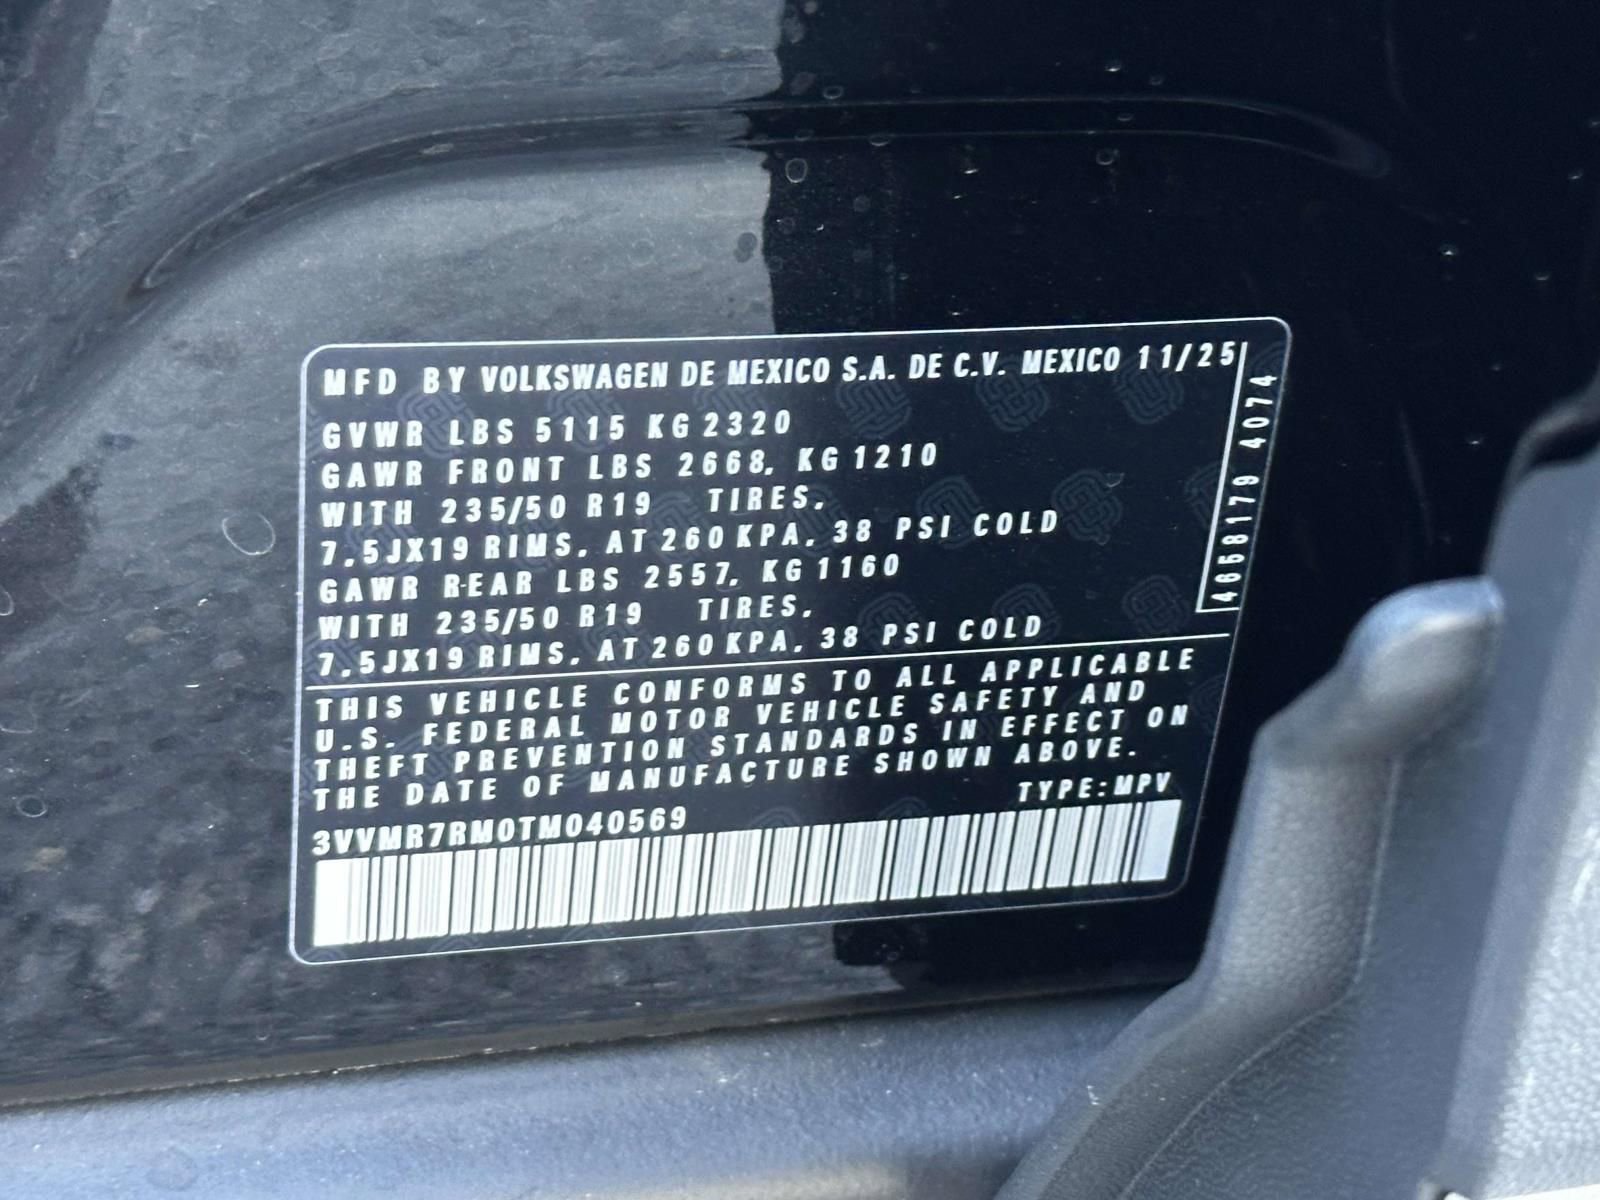 MFD BY VOLKSWAGEN DE MEXICO S.A. DE C.V. MEXICO 11/25
GVWR LBS 5115 KG 2320
GAWR FRONT LBS 2668, KG 1210
WITH 235/50 R19 TIRES,
7,5JX19 RIMS, AT 260 KPA, 38 PSI COLD
GAWR REAR LBS 2557, KG 1160
WITH 235/50 R19 TIRES,
7,5JX19 RIMS, AT 260 KPA, 38 PSI COLD
4658179 4074
THIS VEHICLE CONFORMS TO ALL APPLICABLE
U.S. FEDERAL MOTOR VEHICLE SAFETY AND
THEFT PREVENTION STANDARDS IN EFFECT ON
THE DATE OF MANUFACTURE SHOWN ABOVE.
TYPE:MPV
3VVMR7RM0TM040569